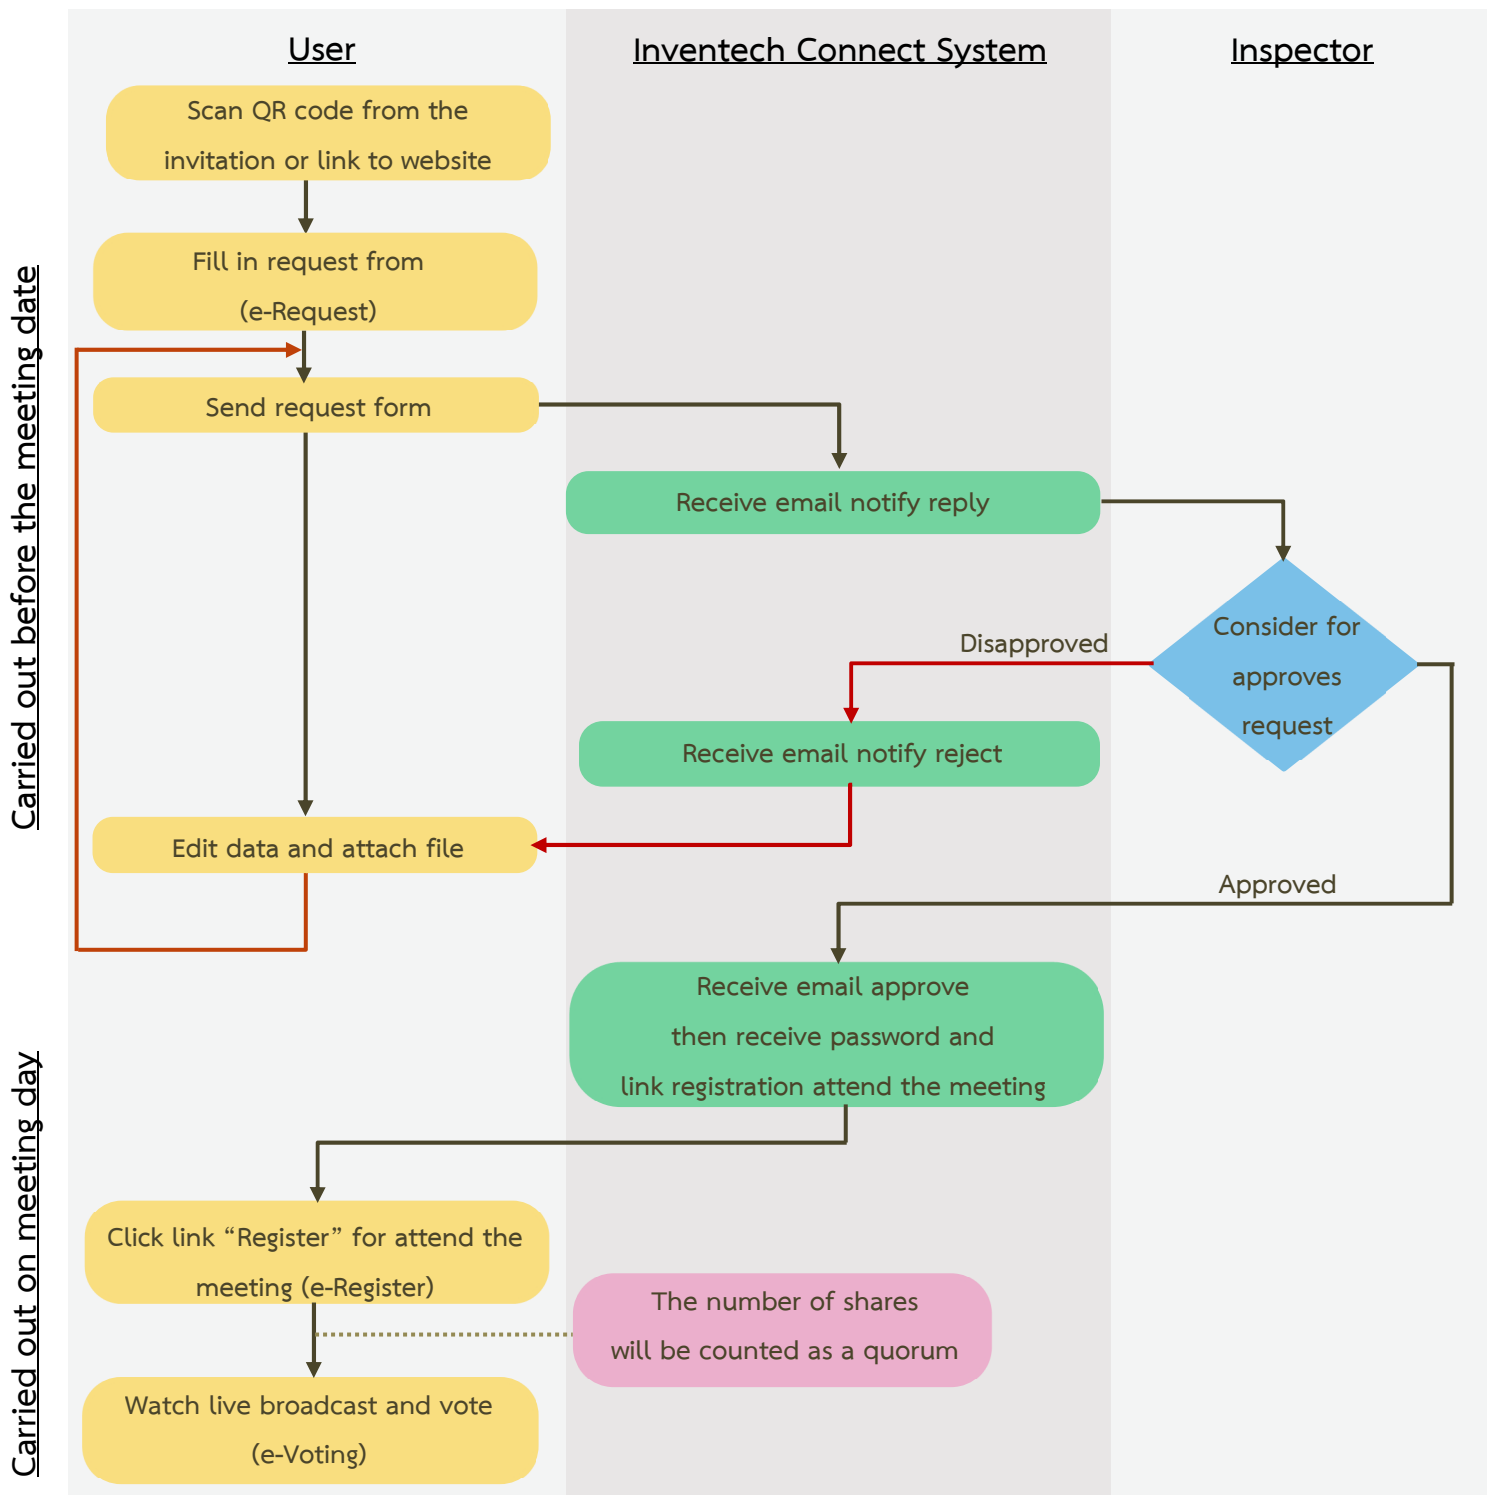 User
Inventech Connect System
Inspector
Carried out before the meeting date
Scan QR code from the
invitation or link to website
Fill in request from
(e-Request)
Send request form
Receive email notify reply
Consider for
approves
request
Disapproved
Receive email notify reject
Edit data and attach file
Approved
Receive email approve
then receive password and
link registration attend the meeting
Carried out on meeting day
Click link “Register” for attend the
meeting (e-Register)
The number of shares
will be counted as a quorum
Watch live broadcast and vote
(e-Voting)